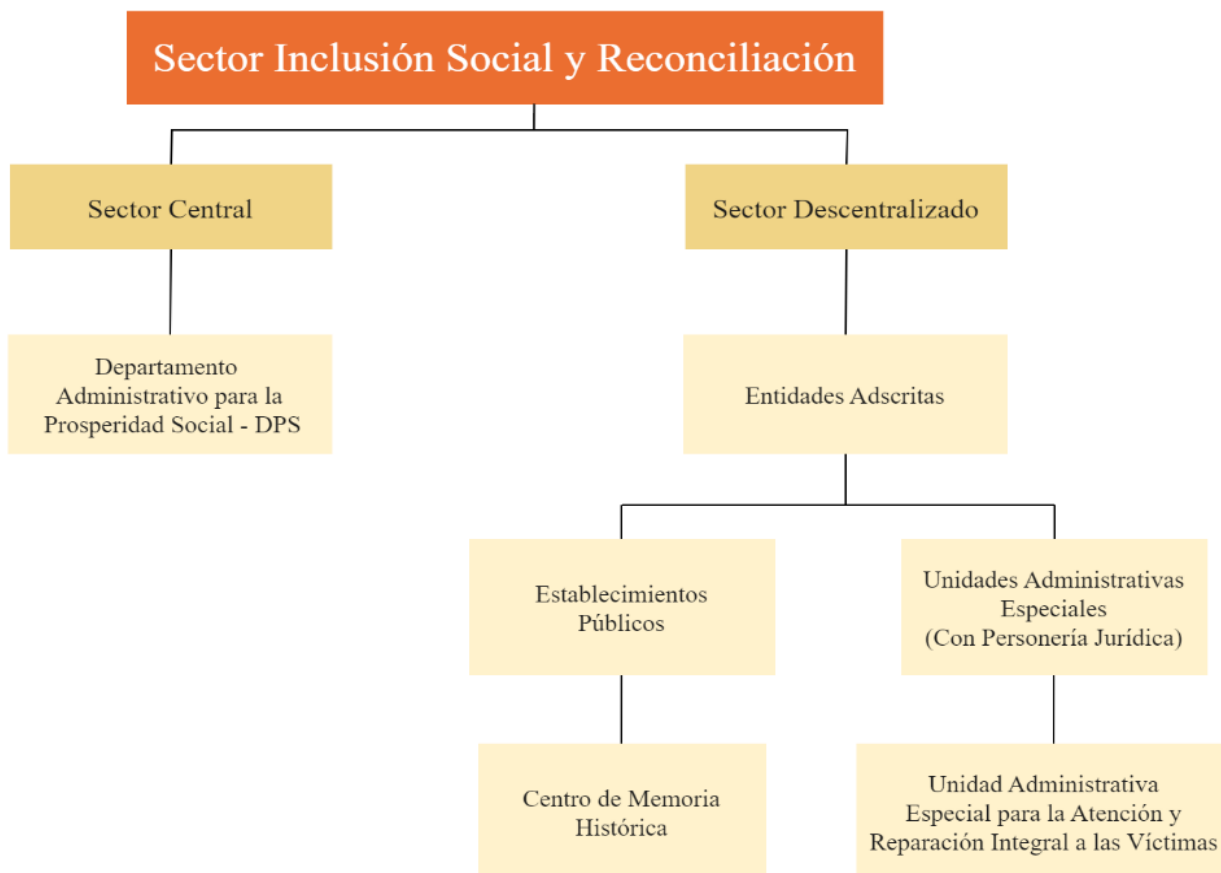 Sector Inclusión Social y Reconciliación
Sector Central
Sector Descentralizado
Departamento
Administrativo para la
Prosperidad Social - DPS
Entidades Adscritas
Establecimientos
Públicos
Unidades Administrativas
Especiales
(Con Personería Jurídica)
Centro de Memoria
Histórica
Unidad Administrativa
Especial para la Atención y
Reparación Integral a las Víctimas